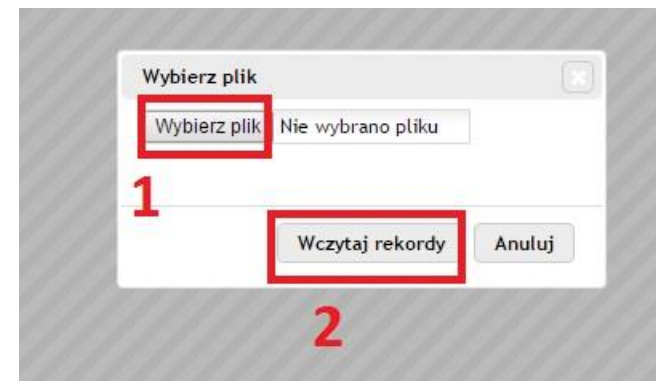 Wybierz plik
Wybierz plik Nie wybrano pliku
1
Wczytaj rekordy Anuluj
2